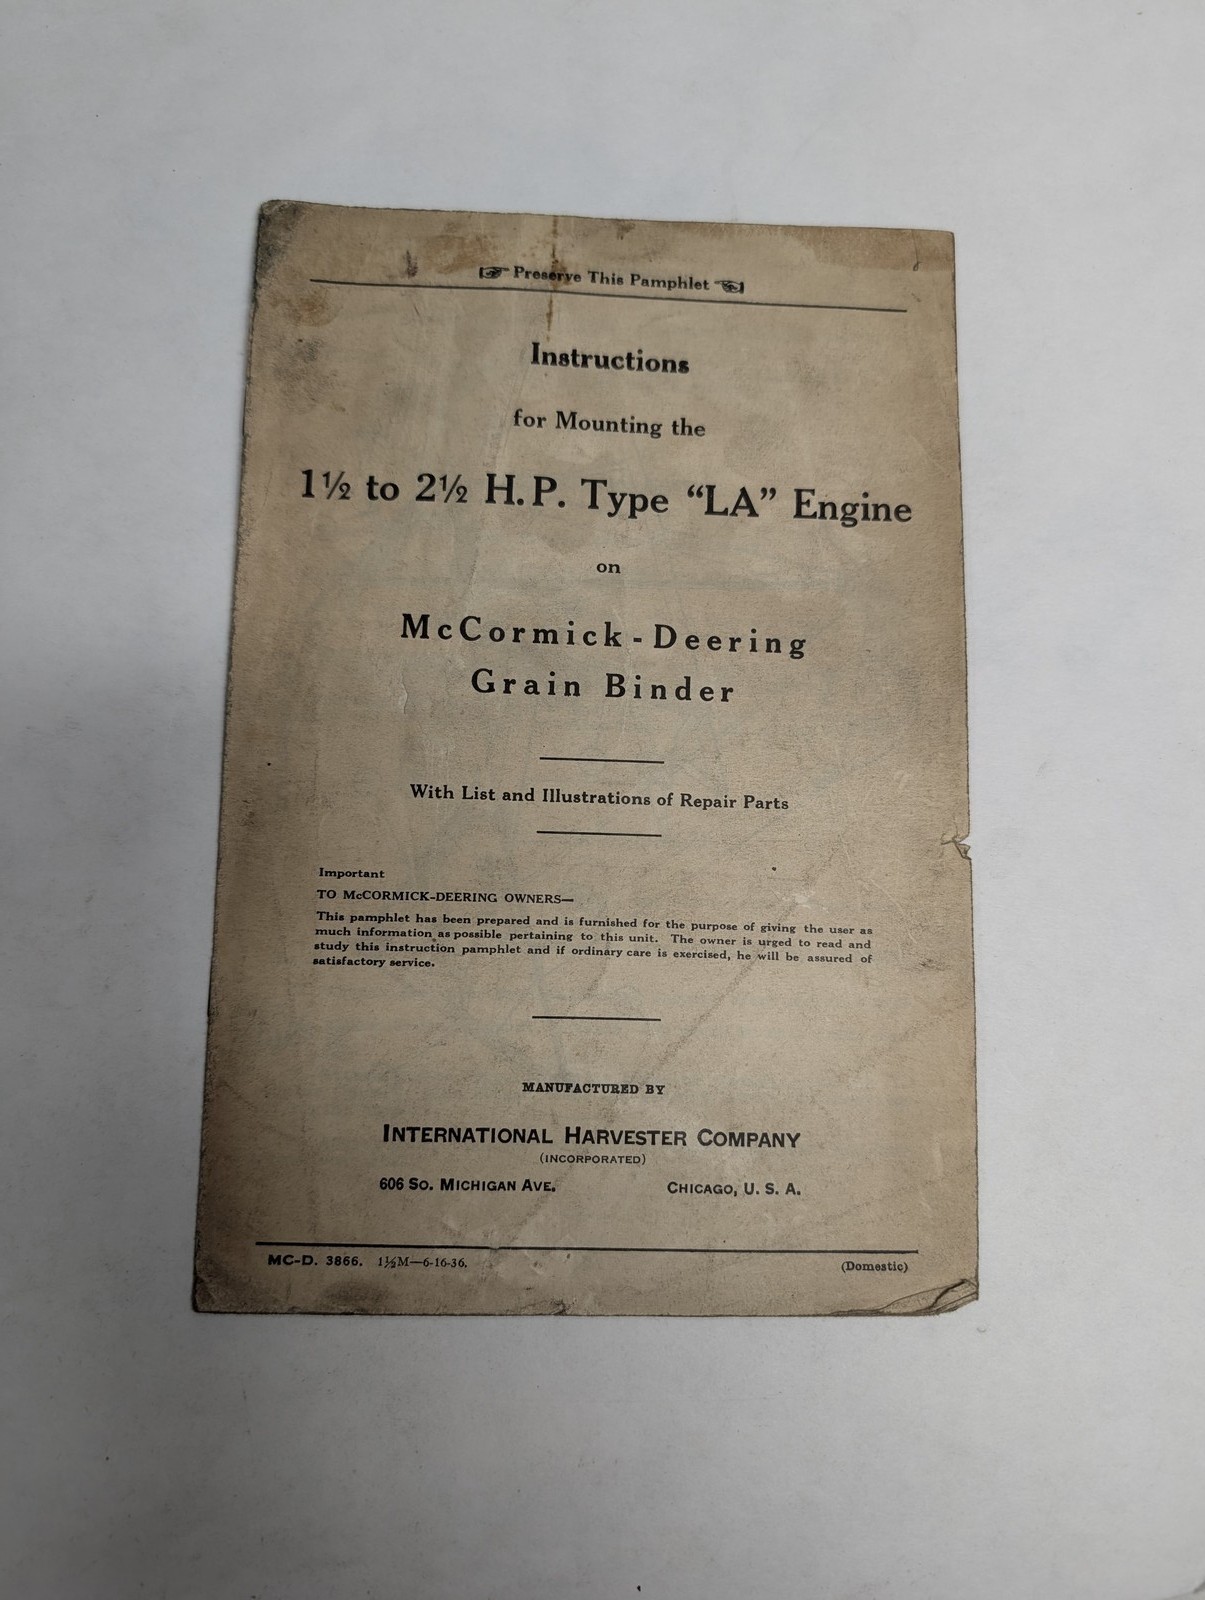 ☞ Preserve This Pamphlet ☜
Instructions
for Mounting the
1½ to 2½ H.P. Type “LA” Engine
on
McCormick-Deering
Grain Binder
With List and Illustrations of Repair Parts
Important
TO McCORMICK-DEERING OWNERS—
This pamphlet has been prepared and is furnished for the purpose of giving the user as
much information as possible pertaining to this unit. The owner is urged to read and
study this instruction pamphlet and if ordinary care is exercised, he will be assured of
satisfactory service.
MANUFACTURED BY
INTERNATIONAL HARVESTER COMPANY
(INCORPORATED)
606 SO. MICHIGAN AVE. CHICAGO, U. S. A.
MC-D. 3866. 1½M—6-16-36. (Domestic)